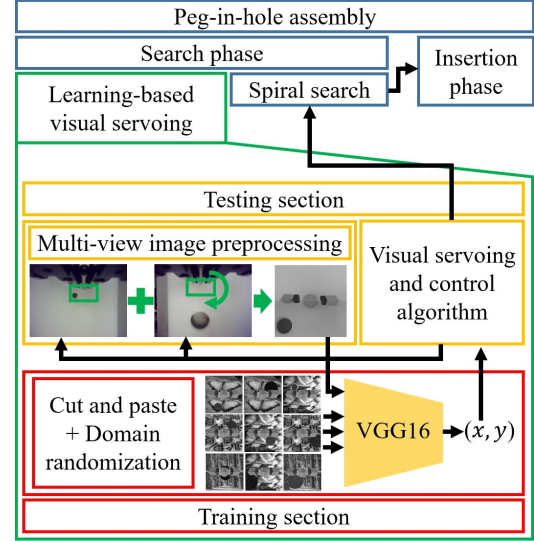 Peg-in-hole assembly
Search phase
Insertion
phase
Learning-based
visual servoing
Spiral search
Testing section
Multi-view image preprocessing
Visual servoing
and control
algorithm
Cut and paste
+ Domain
randomization
VGG16
(x, y)
Training section